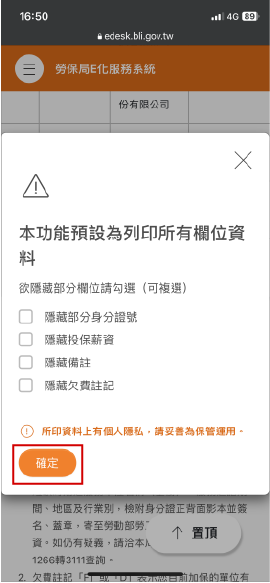 16:50
4G 89
edesk.bli.gov.tw
勞保局E化服務系統
份有限公司
本功能預設為列印所有欄位資
料
欲隱藏部分欄位請勾選（可複選）
隱藏部分身分證號
隱藏投保薪資
隱藏備註
隱藏欠費註記
所印資料上有個人隱私，請妥善為保管運用。
確定
間、地區及行業別，檢附身分證正背面影本並簽
名、蓋章，寄至勞動部勞
資。如仍有疑義，請洽本
置頂
1266轉3111查詢。
2. 欠費註記「F」或「D」表示您目前加保的單位有